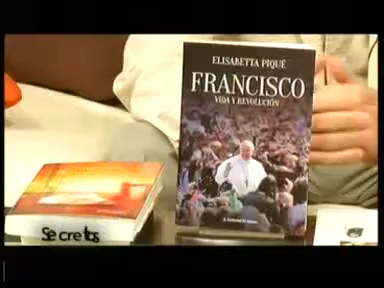 ELISABETTA PIQUÉ
FRANCISCO
VIDA Y REVOLUCIÓN
Secretos